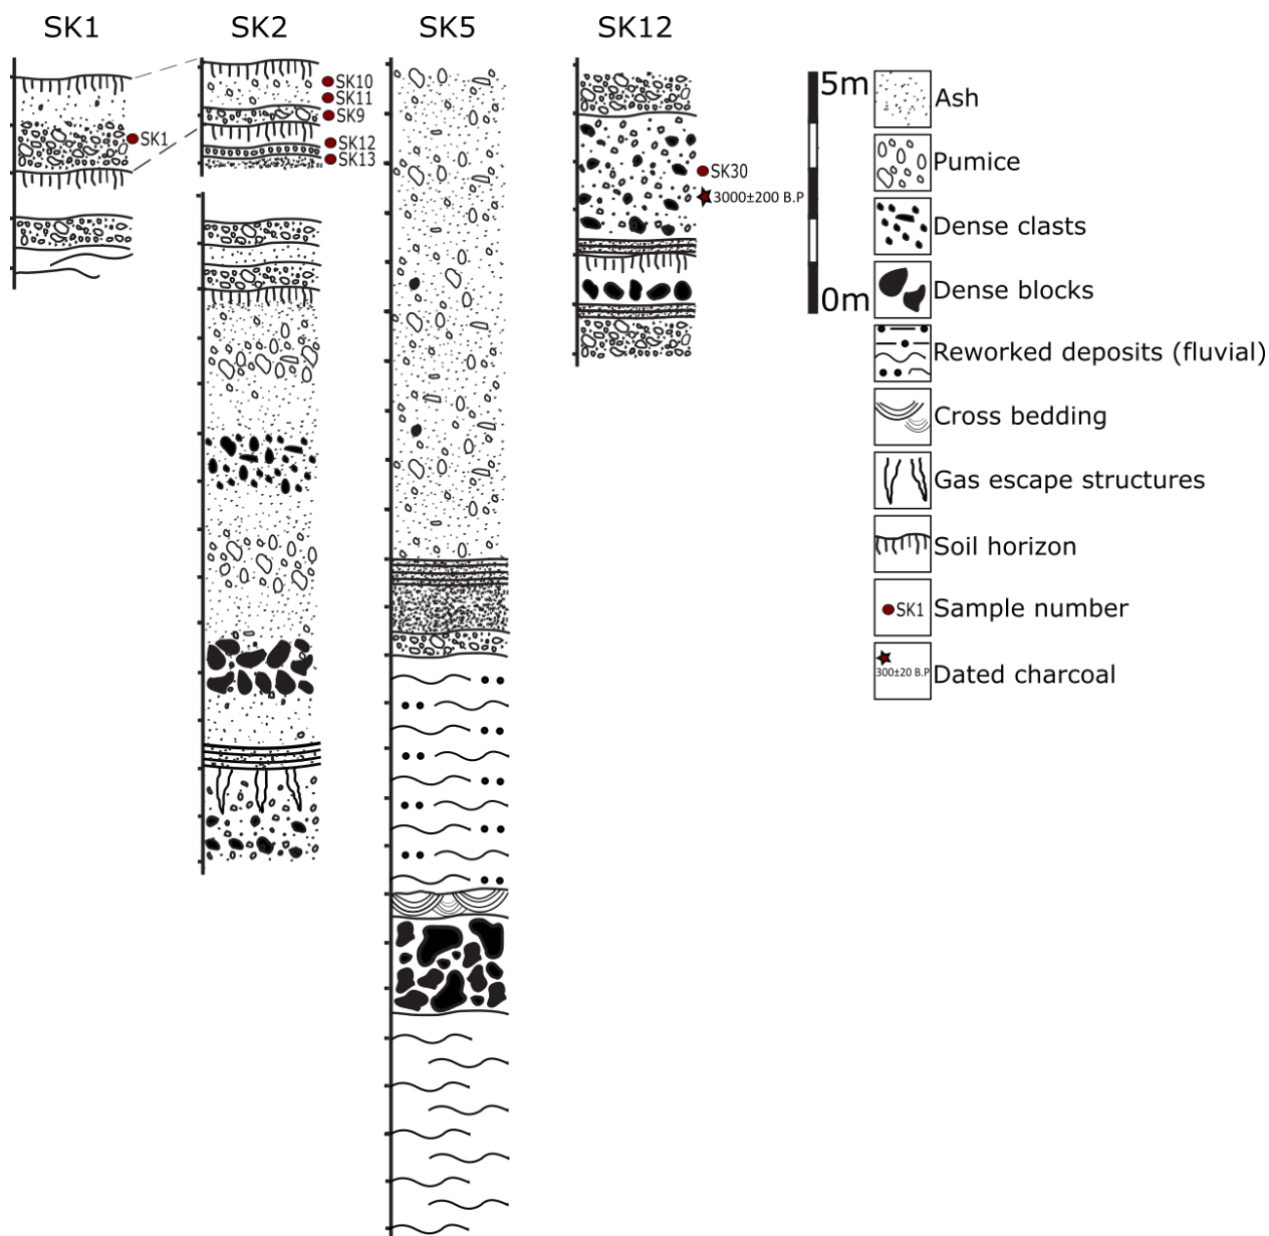 SK1 SK2 SK5 SK12
SK10
SK11
SK9
SK1
SK12
SK13
SK30
3000±200 B.P
5m
0m
Ash
Pumice
Dense clasts
Dense blocks
Reworked deposits (fluvial)
Cross bedding
Gas escape structures
Soil horizon
SK1 Sample number
300±20 B.P Dated charcoal